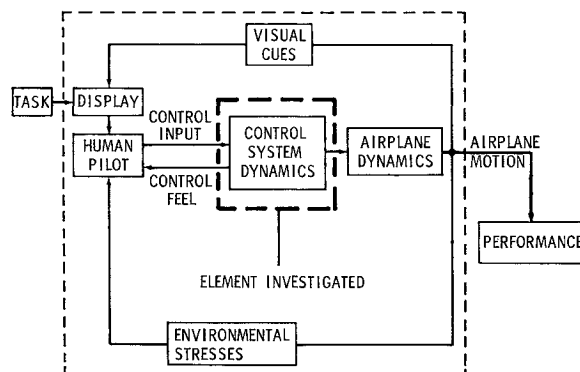 VISUAL
CUES
TASK
DISPLAY
CONTROL
INPUT
HUMAN
PILOT
CONTROL
SYSTEM
DYNAMICS
AIRPLANE
DYNAMICS
AIRPLANE
MOTION
CONTROL
FEEL
PERFORMANCE
ELEMENT INVESTIGATED
ENVIRONMENTAL
STRESSES